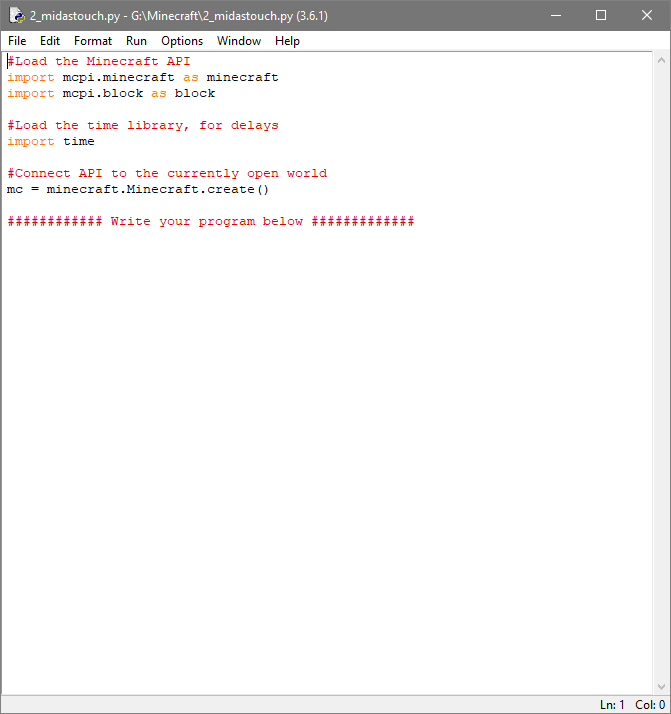 2_midastouch.py - G:\Minecraft\2_midastouch.py (3.6.1)
File Edit Format Run Options Window Help
#Load the Minecraft API
import mcpi.minecraft as minecraft
import mcpi.block as block
#Load the time library, for delays
import time
#Connect API to the currently open world
mc = minecraft.Minecraft.create()
############ Write your program below #############
Ln: 1 Col: 0